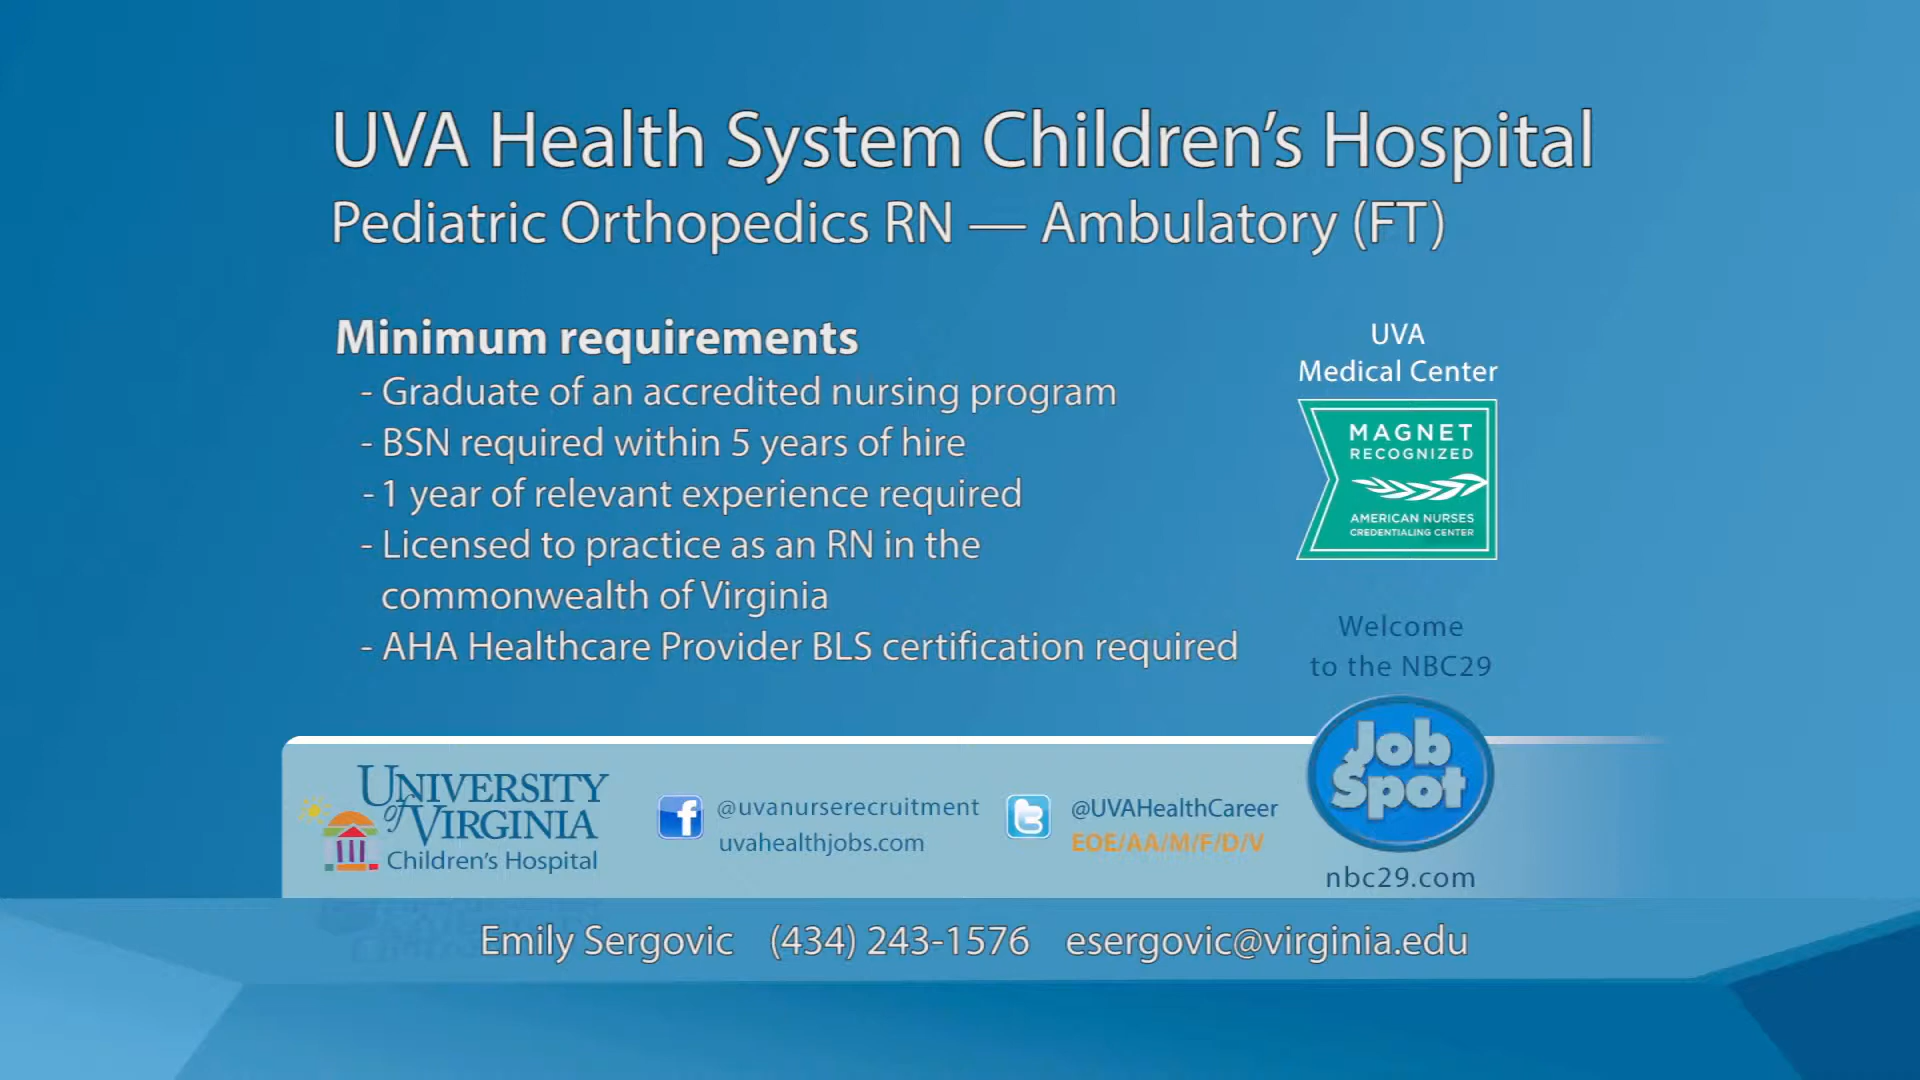 UVA Health System Children's Hospital
Pediatric Orthopedics RN — Ambulatory (FT)
Minimum requirements
- Graduate of an accredited nursing program
- BSN required within 5 years of hire
- 1 year of relevant experience required
- Licensed to practice as an RN in the
commonwealth of Virginia
- AHA Healthcare Provider BLS certification required
UVA
Medical Center
MAGNET
RECOGNIZED
AMERICAN NURSES
CREDENTIALING CENTER
Welcome
to the NBC29
Job
Spot
nbc29.com
UNIVERSITY
of VIRGINIA
Children's Hospital
@uvanurserecruitment
uvahealthjobs.com
@UVAHealthCareer
EOE/AA/M/F/D/V
Emily Sergovic (434) 243-1576 esergovic@virginia.edu